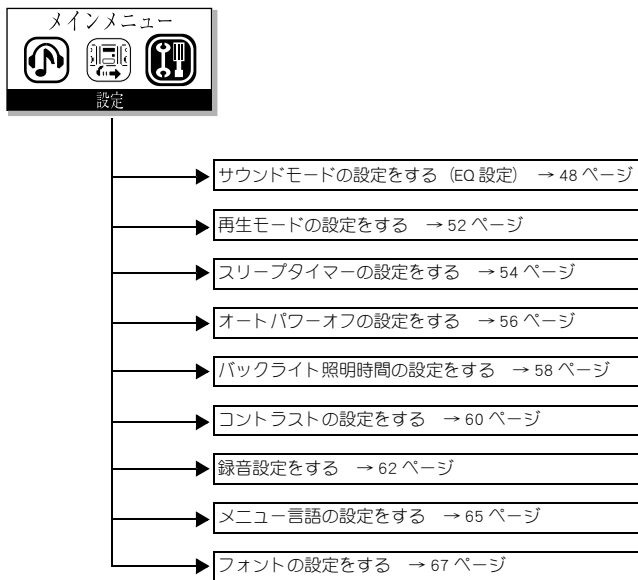 メインメニュー
設定
サウンドモードの設定をする（EQ 設定） → 48 ページ
再生モードの設定をする → 52 ページ
スリープタイマーの設定をする → 54 ページ
オートパワーオフの設定をする → 56 ページ
バックライト照明時間の設定をする → 58 ページ
コントラストの設定をする → 60 ページ
録音設定をする → 62 ページ
メニュー言語の設定をする → 65 ページ
フォントの設定をする → 67 ページ